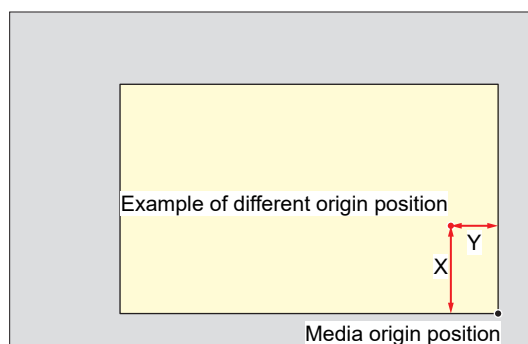 Example of different origin position
Y
X
Media origin position